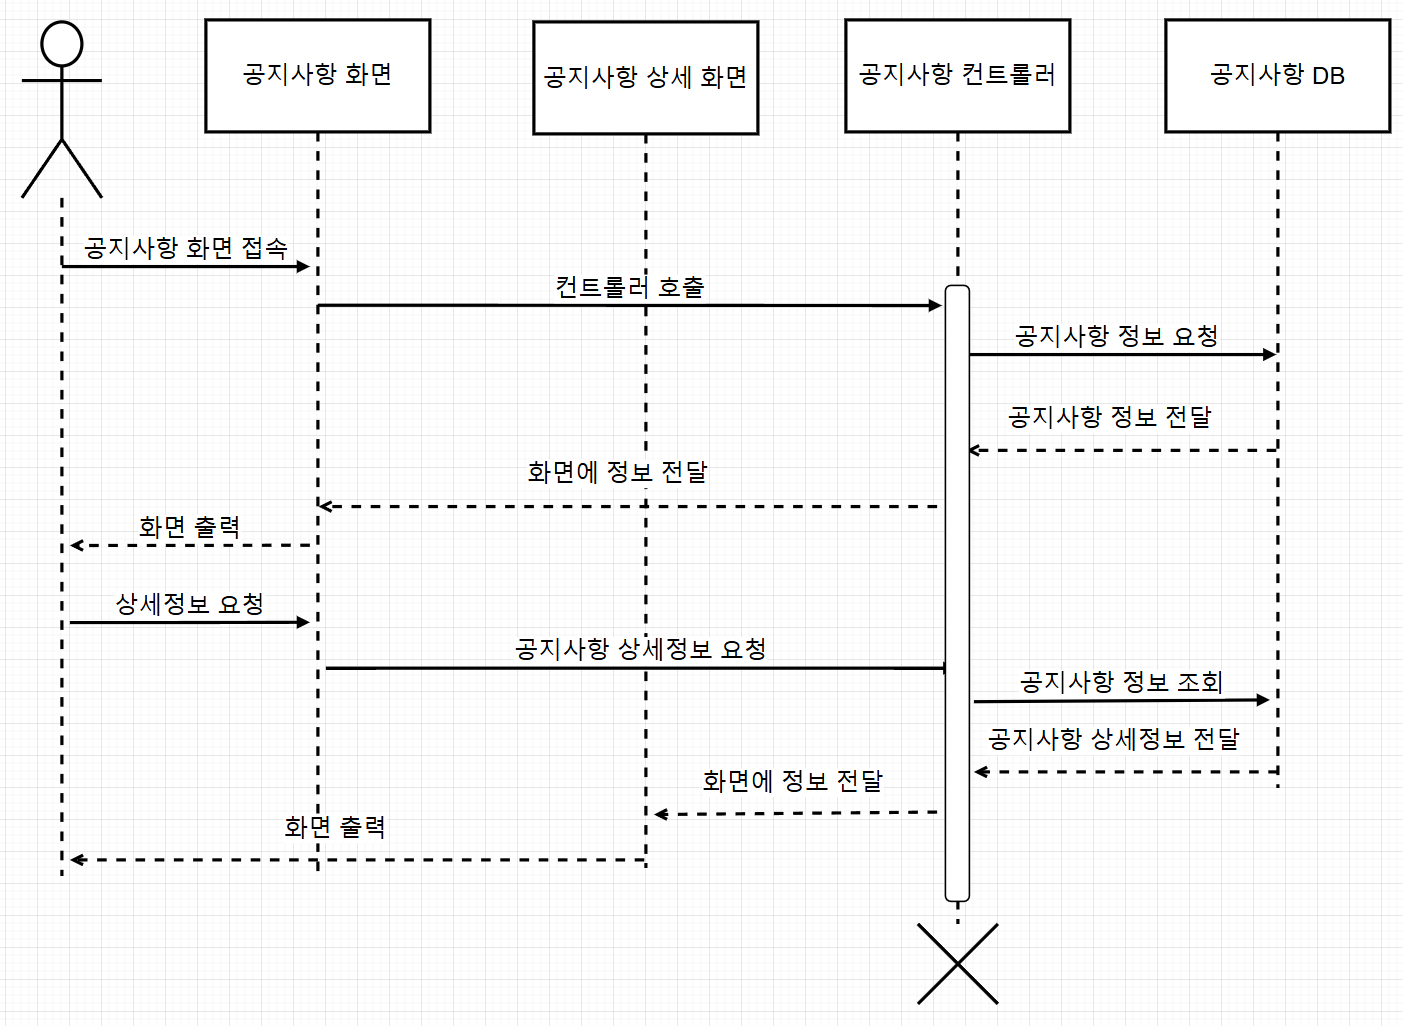 공지사항 화면
공지사항 상세 화면
공지사항 컨트롤러
공지사항 DB
공지사항 화면 접속
컨트롤러 호출
공지사항 정보 요청
공지사항 정보 전달
화면에 정보 전달
화면 출력
상세정보 요청
공지사항 상세정보 요청
공지사항 정보 조회
공지사항 상세정보 전달
화면에 정보 전달
화면 출력